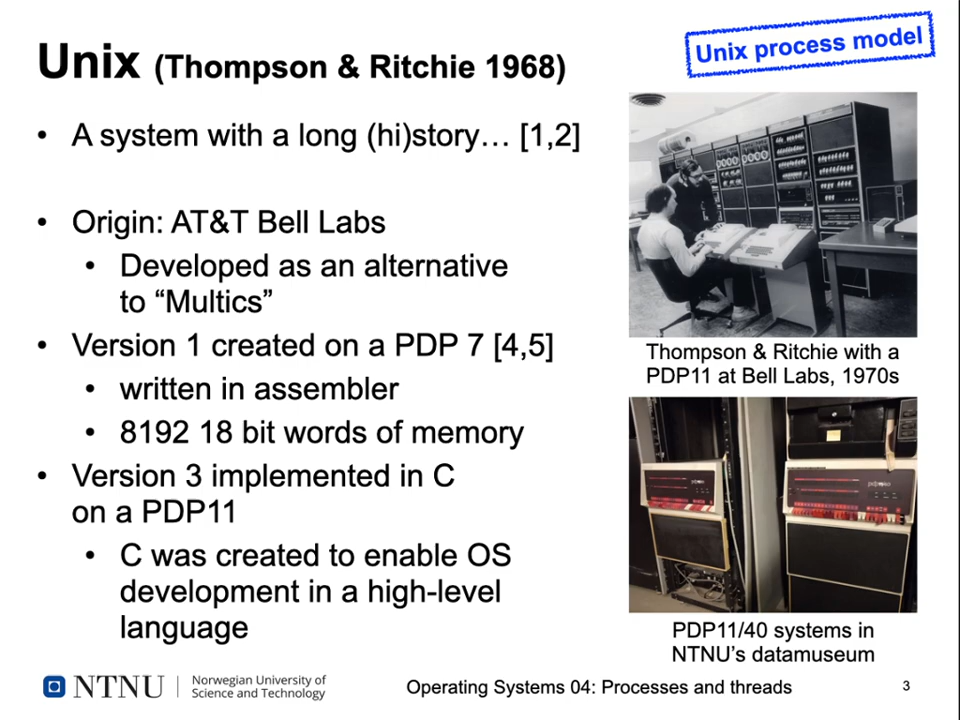 Unix (Thompson & Ritchie 1968)
Unix process model
• A system with a long (hi)story… [1,2]
• Origin: AT&T Bell Labs
• Developed as an alternative
to “Multics”
• Version 1 created on a PDP 7 [4,5]
• written in assembler
• 8192 18 bit words of memory
• Version 3 implemented in C
on a PDP11
• C was created to enable OS
development in a high-level
language
Thompson & Ritchie with a
PDP11 at Bell Labs, 1970s
PDP11/40 systems in
NTNU’s datamuseum
NTNU
Norwegian University of
Science and Technology
Operating Systems 04: Processes and threads
3